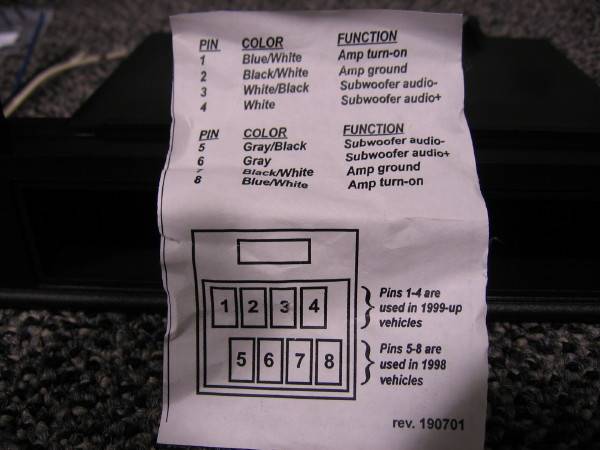 PIN COLOR FUNCTION
1 Blue/White Amp turn-on
2 Black/White Amp ground
3 White/Black Subwoofer audio-
4 White Subwoofer audio+
PIN COLOR FUNCTION
5 Gray/Black Subwoofer audio-
6 Gray Subwoofer audio+
7 Black/White Amp ground
8 Blue/White Amp turn-on
1 2 3 4
Pins 1-4 are
used in 1999-up
vehicles
5 6 7 8
Pins 5-8 are
used in 1998
vehicles
rev. 190701